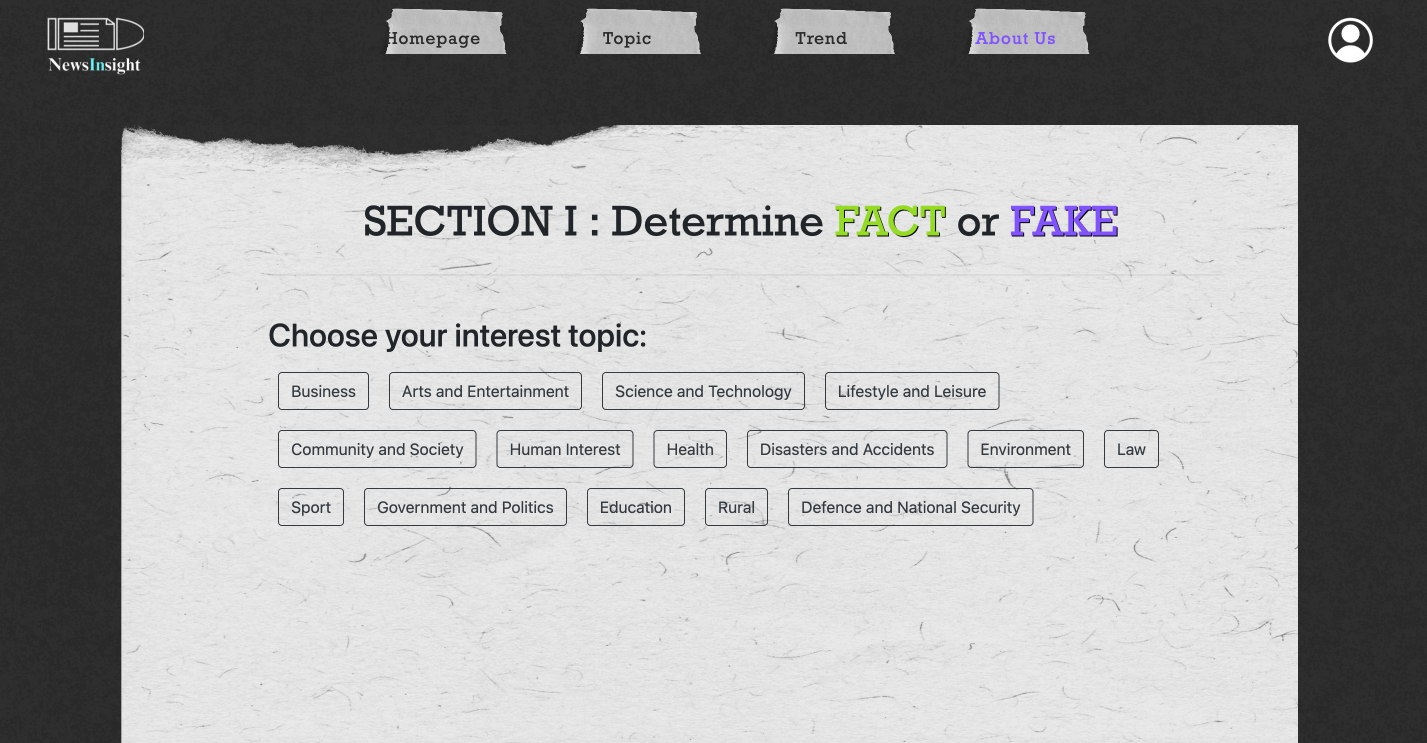 Homepage Topic Trend About Us
NewsInsight
SECTION I : Determine FACT or FAKE
Choose your interest topic:
Business Arts and Entertainment Science and Technology Lifestyle and Leisure
Community and Society Human Interest Health Disasters and Accidents Environment Law
Sport Government and Politics Education Rural Defence and National Security